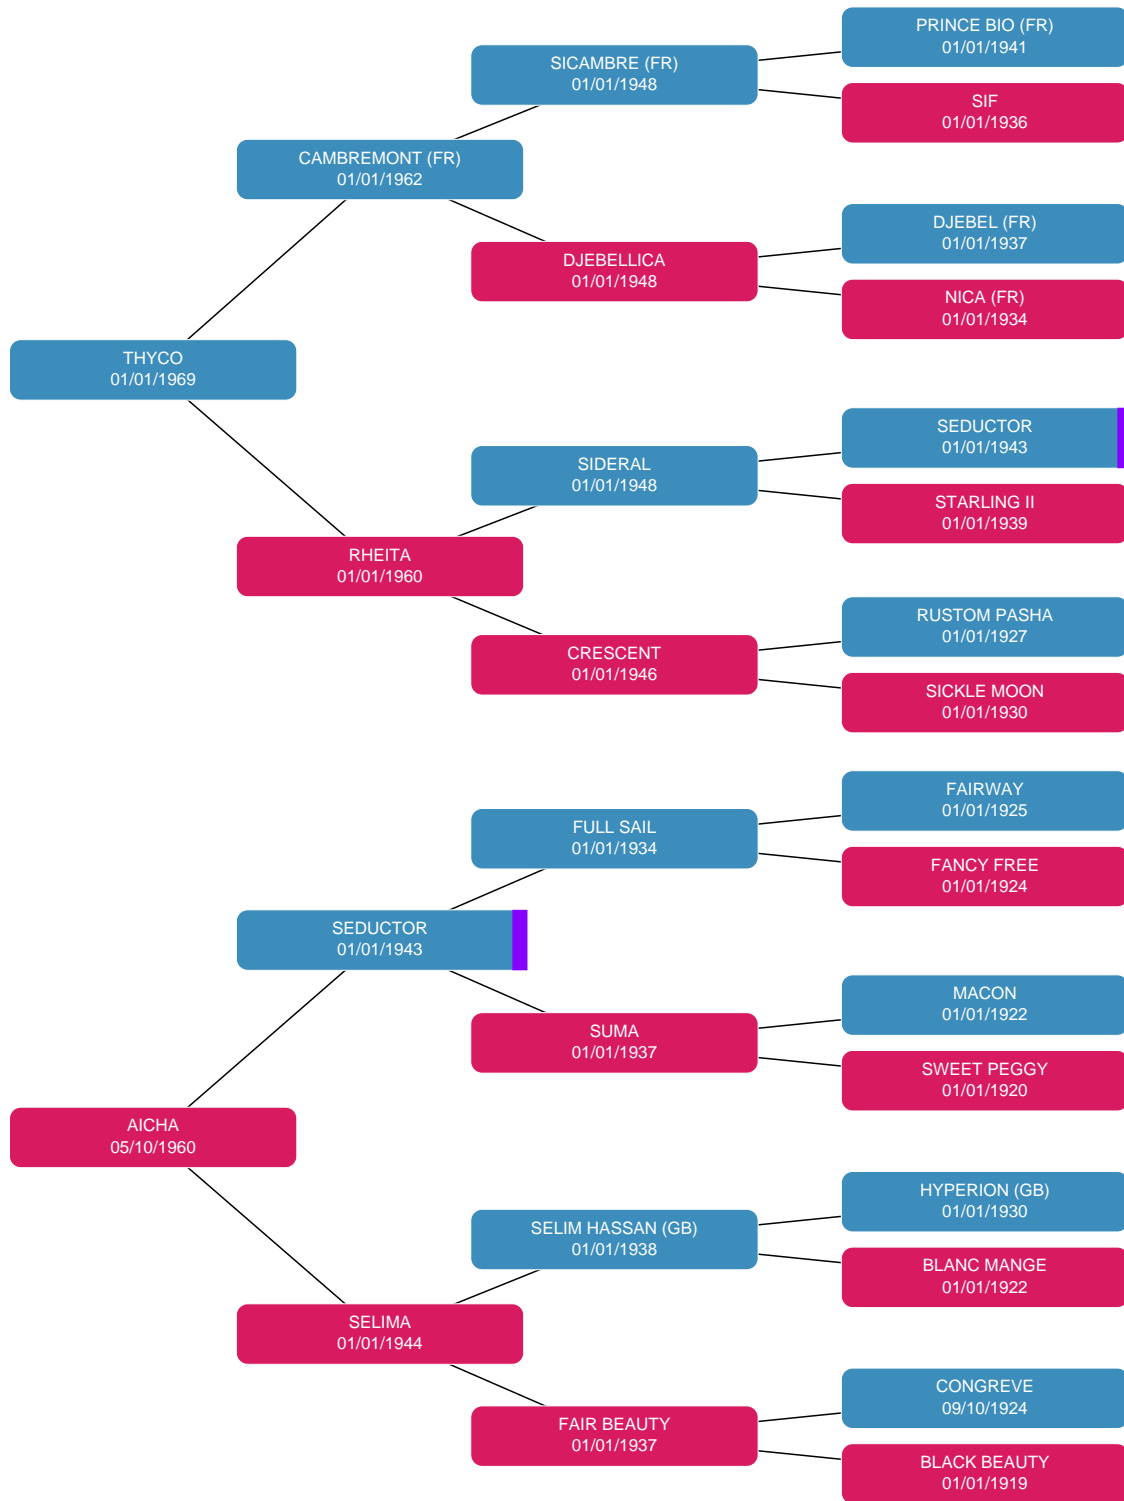 PRINCE BIO (FR)
01/01/1941
SICAMBRE (FR)
01/01/1948
SIF
01/01/1936
CAMBREMONT (FR)
01/01/1962
DJEBEL (FR)
01/01/1937
DJEBELLICA
01/01/1948
NICA (FR)
01/01/1934
THYCO
01/01/1969
SEDUCTOR
01/01/1943
SIDERAL
01/01/1948
STARLING II
01/01/1939
RHEITA
01/01/1960
RUSTOM PASHA
01/01/1927
CRESCENT
01/01/1946
SICKLE MOON
01/01/1930
FAIRWAY
01/01/1925
FULL SAIL
01/01/1934
FANCY FREE
01/01/1924
SEDUCTOR
01/01/1943
MACON
01/01/1922
SUMA
01/01/1937
SWEET PEGGY
01/01/1920
AICHA
05/10/1960
HYPERION (GB)
01/01/1930
SELIM HASSAN (GB)
01/01/1938
BLANC MANGE
01/01/1922
SELIMA
01/01/1944
CONGREVE
09/10/1924
FAIR BEAUTY
01/01/1937
BLACK BEAUTY
01/01/1919